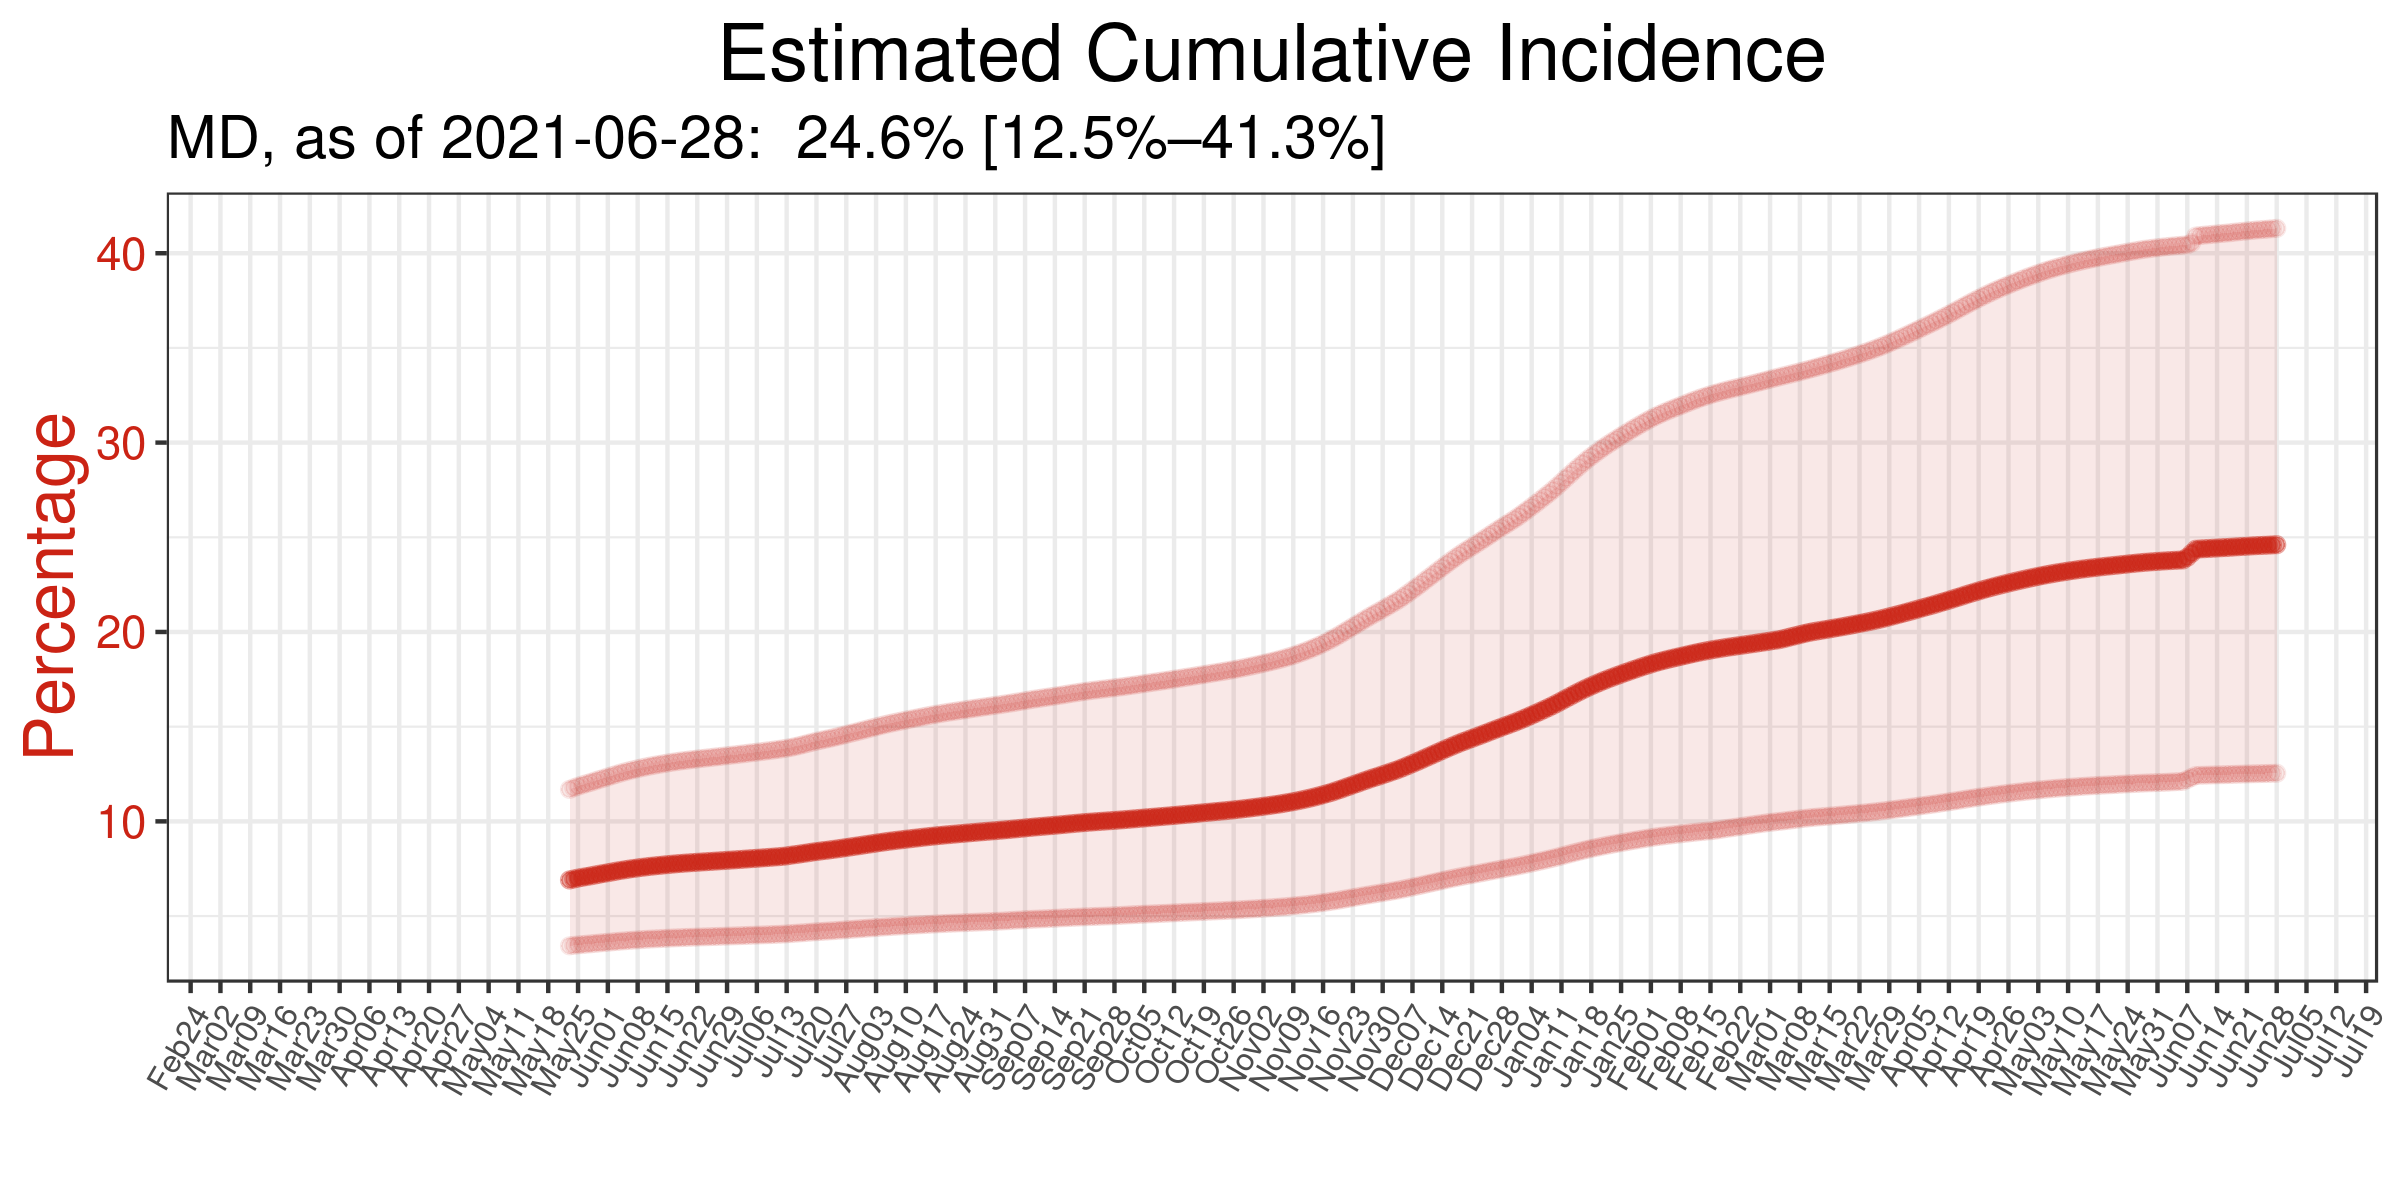 Estimated Cumulative Incidence
MD, as of 2021-06-28:  24.6% [12.5%–41.3%]
Percentage
40
30
20
10
Feb24
Mar02
Mar09
Mar16
Mar23
Mar30
Apr06
Apr13
Apr20
Apr27
May04
May11
May18
May25
Jun01
Jun08
Jun15
Jun22
Jun29
Jul06
Jul13
Jul20
Jul27
Aug03
Aug10
Aug17
Aug24
Aug31
Sep07
Sep14
Sep21
Sep28
Oct05
Oct12
Oct19
Oct26
Nov02
Nov09
Nov16
Nov23
Nov30
Dec07
Dec14
Dec21
Dec28
Jan04
Jan11
Jan18
Jan25
Feb01
Feb08
Feb15
Feb22
Mar01
Mar08
Mar15
Mar22
Mar29
Apr05
Apr12
Apr19
Apr26
May03
May10
May17
May24
May31
Jun07
Jun14
Jun21
Jun28
Jul05
Jul12
Jul19